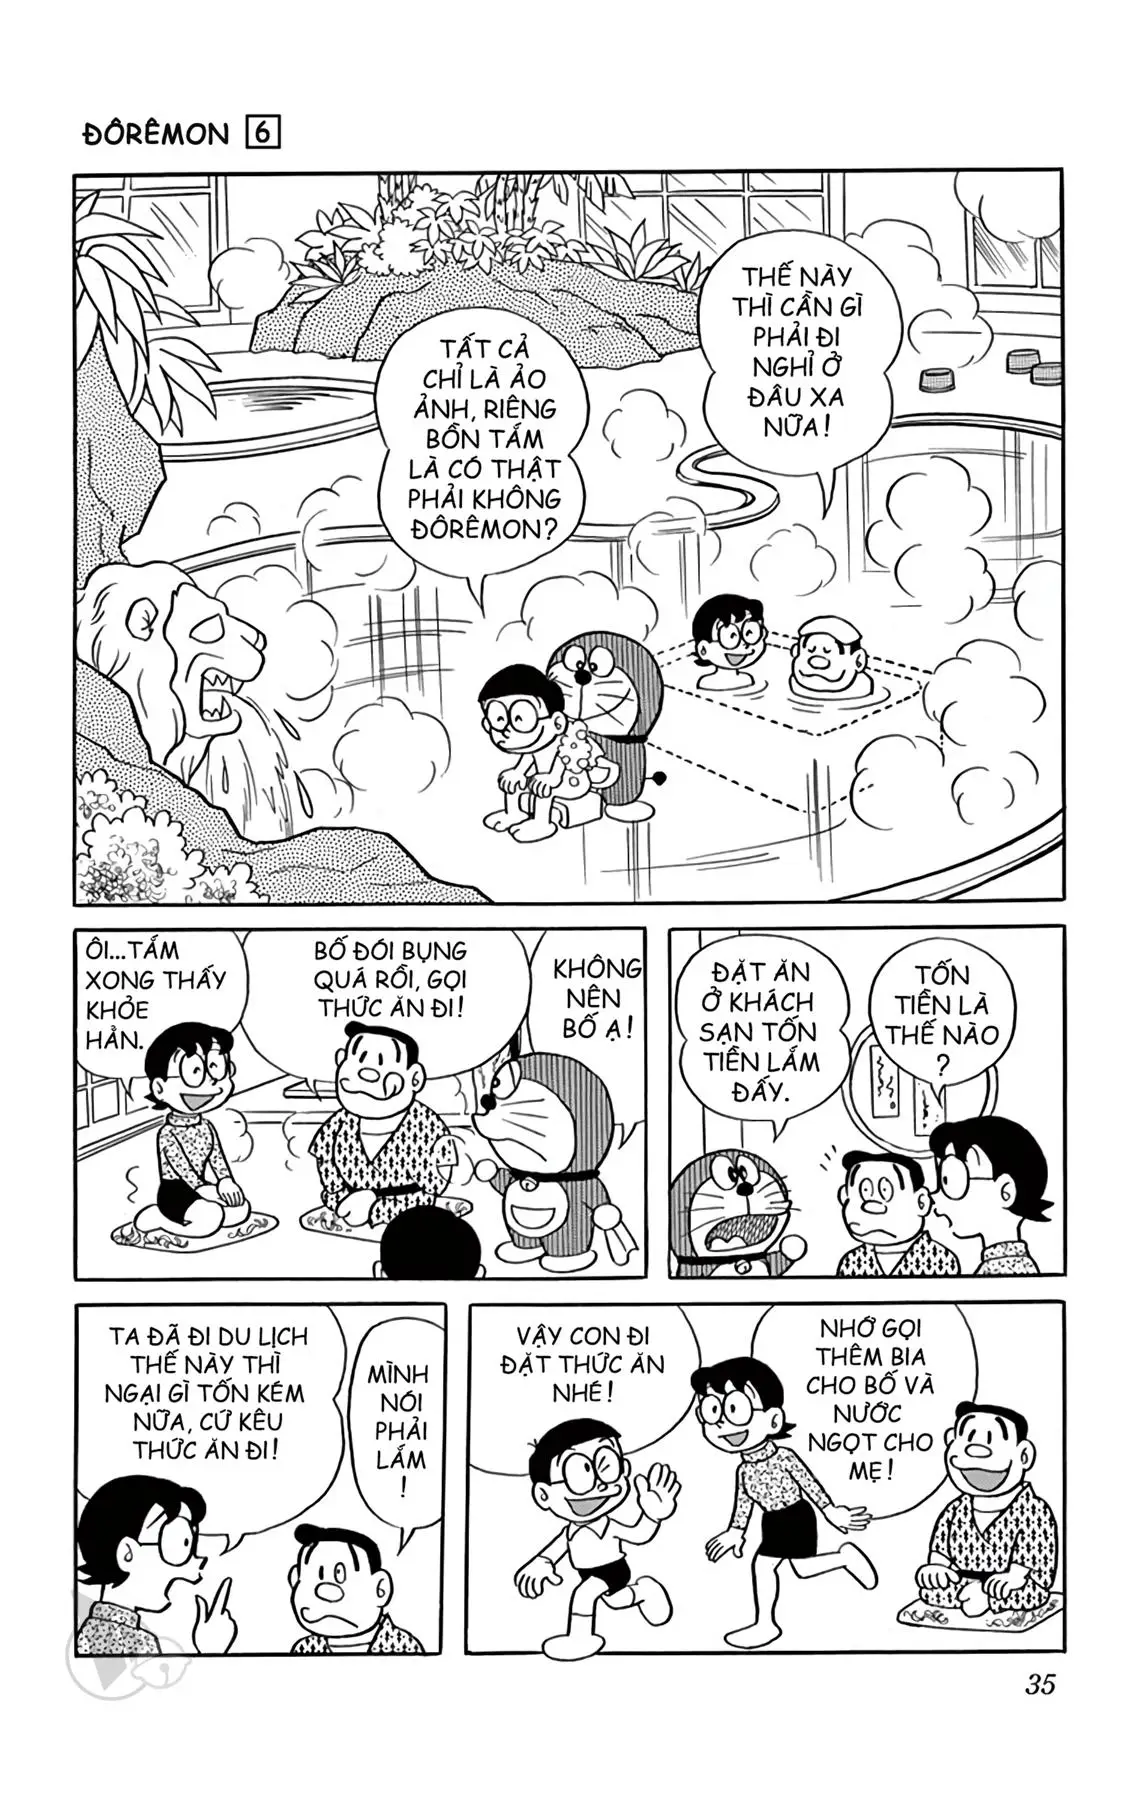 ĐÔRÊMON 6
THẾ NÀY
THÌ CẦN GÌ
PHẢI ĐI
NGHỈ Ở
ĐÂU XA
NỮA!
TẤT CẢ
CHỈ LÀ ẢO
ẢNH, RIÊNG
BỒN TẮM
LÀ CÓ THẬT
PHẢI KHÔNG
ĐÔRÊMON?
ÔI...TẮM
XONG THẤY
KHỎE
HẲN.
BỐ ĐÓI BỤNG
QUÁ RỒI, GỌI
THỨC ĂN ĐI!
KHÔNG
NÊN
BỐ Ạ!
ĐẶT ĂN
Ở KHÁCH
SẠN TỐN
TIỀN LẮM
ĐẤY.
TỐN
TIỀN LÀ
THẾ NÀO
?
TA ĐÃ ĐI DU LỊCH
THẾ NÀY THÌ
NGẠI GÌ TỐN KÉM
NỮA, CỨ KÊU
THỨC ĂN ĐI!
MÌNH
NÓI
PHẢI
LẮM
!
VẬY CON ĐI
ĐẶT THỨC ĂN
NHÉ!
NHỚ GỌI
THÊM BIA
CHO BỐ VÀ
NƯỚC
NGỌT CHO
MẸ!
35